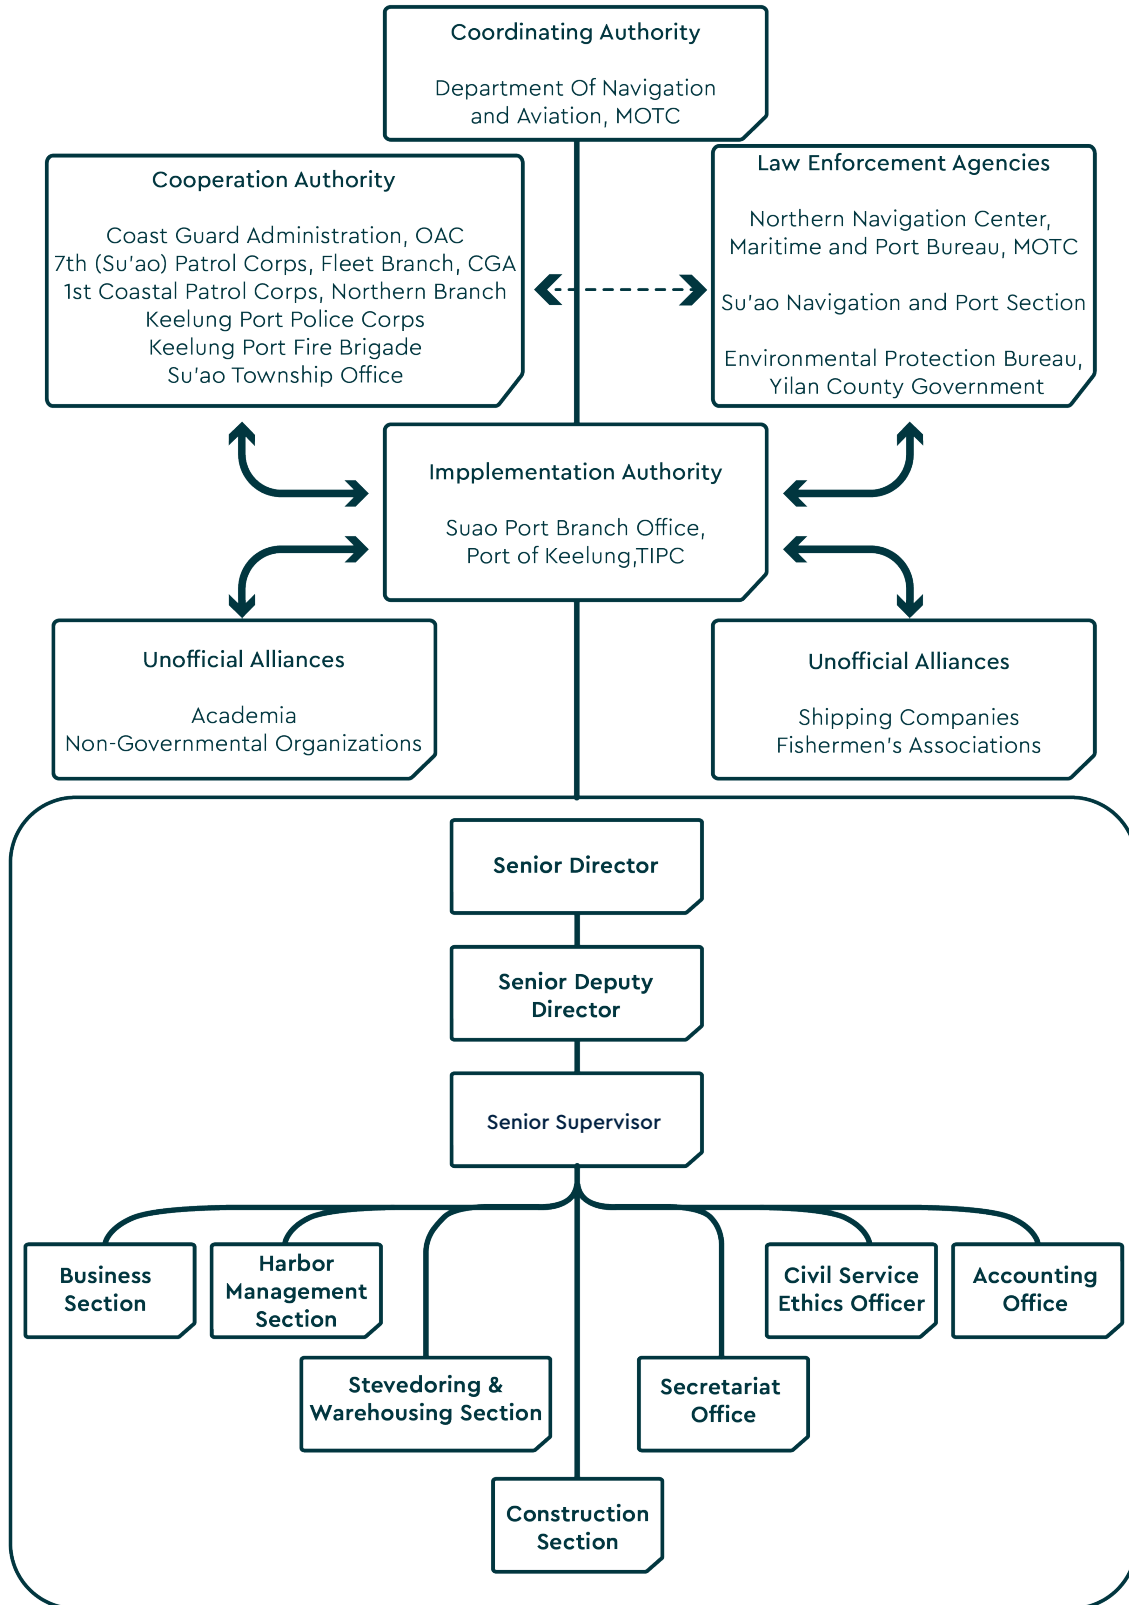 Coordinating Authority
Department Of Navigation
and Aviation, MOTC
Cooperation Authority
Coast Guard Administration, OAC
7th (Su'ao) Patrol Corps, Fleet Branch, CGA
1st Coastal Patrol Corps, Northern Branch
Keelung Port Police Corps
Keelung Port Fire Brigade
Su'ao Township Office
Law Enforcement Agencies
Northern Navigation Center,
Maritime and Port Bureau, MOTC
Su'ao Navigation and Port Section
Environmental Protection Bureau,
Yilan County Government
Impplementation Authority
Suao Port Branch Office,
Port of Keelung,TIPC
Unofficial Alliances
Academia
Non-Governmental Organizations
Unofficial Alliances
Shipping Companies
Fishermen's Associations
Senior Director
Senior Deputy
Director
Senior Supervisor
Business
Section
Harbor
Management
Section
Stevedoring &
Warehousing Section
Construction
Section
Secretariat
Office
Civil Service
Ethics Officer
Accounting
Office